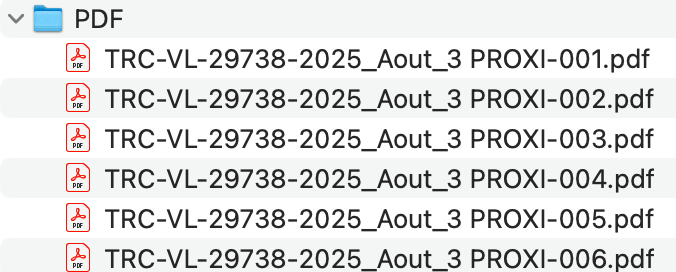 PDF
TRC-VL-29738-2025_Aout_3 PROXI-001.pdf
TRC-VL-29738-2025_Aout_3 PROXI-002.pdf
TRC-VL-29738-2025_Aout_3 PROXI-003.pdf
TRC-VL-29738-2025_Aout_3 PROXI-004.pdf
TRC-VL-29738-2025_Aout_3 PROXI-005.pdf
TRC-VL-29738-2025_Aout_3 PROXI-006.pdf